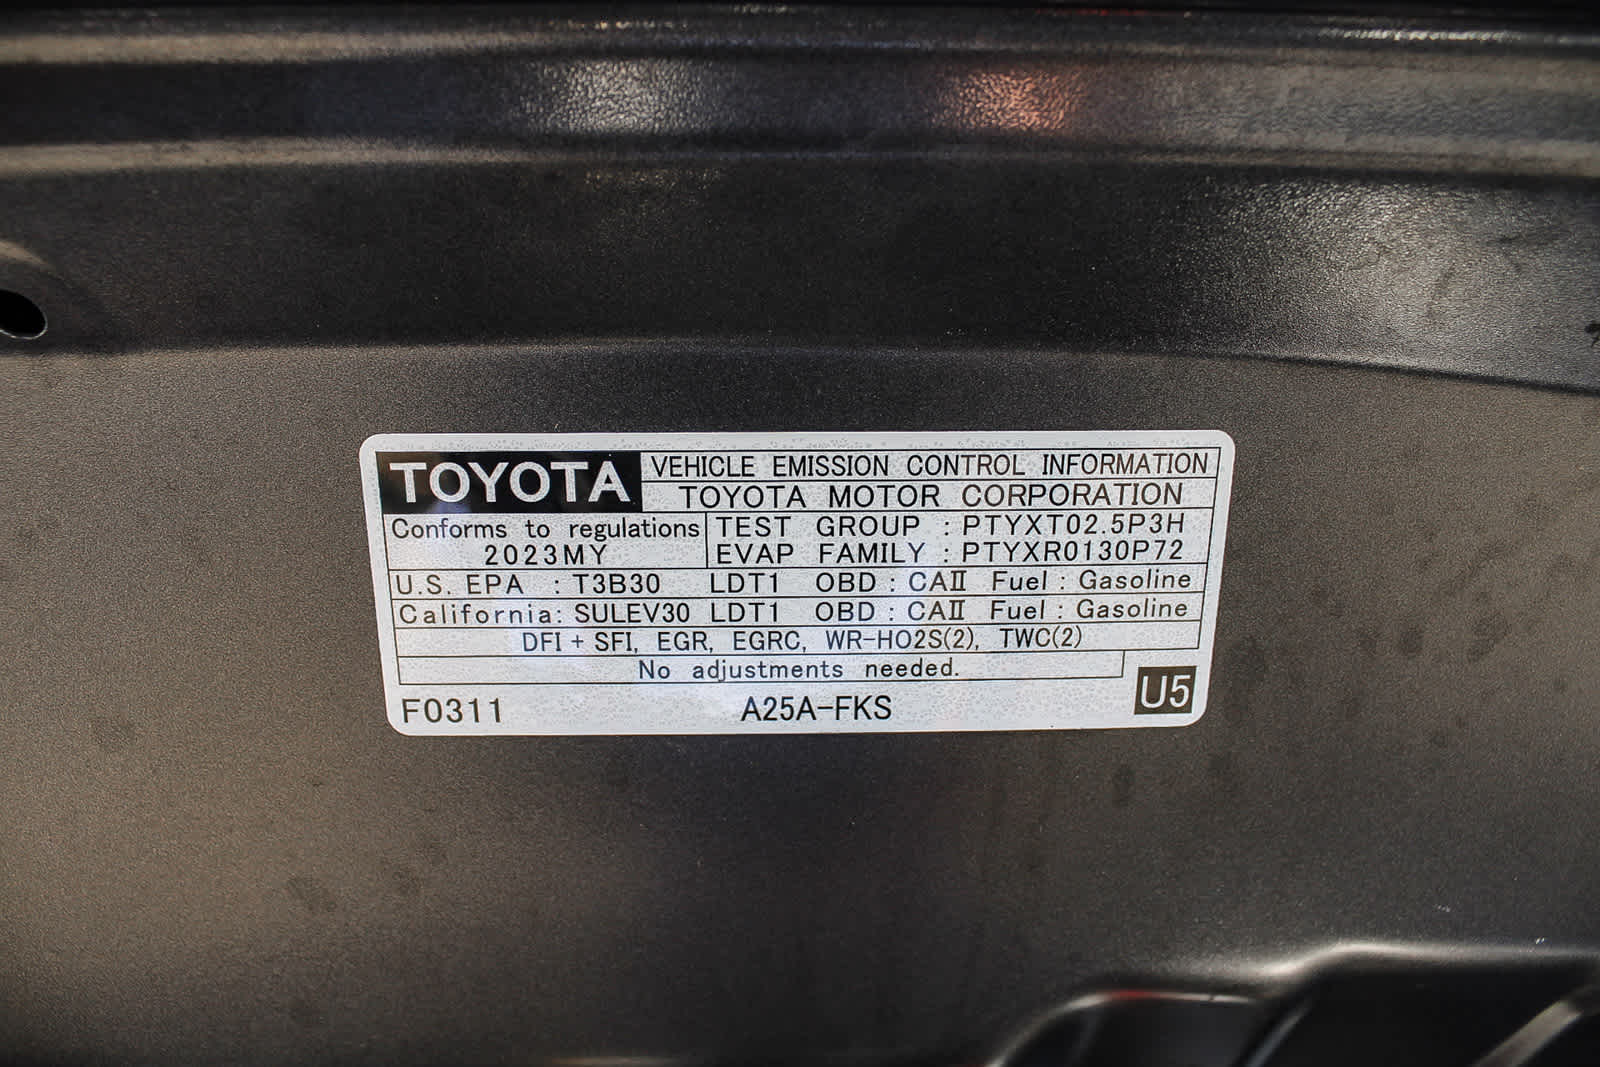 TOYOTA VEHICLE EMISSION CONTROL INFORMATION
TOYOTA MOTOR CORPORATION
Conforms to regulations
2023MY
TEST GROUP : PTYXT02.5P3H
EVAP FAMILY : PTYXR0130P72
U.S. EPA : T3B30 LDT1 OBD : CAⅡ Fuel : Gasoline
California: SULEV30 LDT1 OBD : CAⅡ Fuel : Gasoline
DFI + SFI, EGR, EGRC, WR-HO2S(2), TWC(2)
No adjustments needed.
F0311 A25A-FKS U5